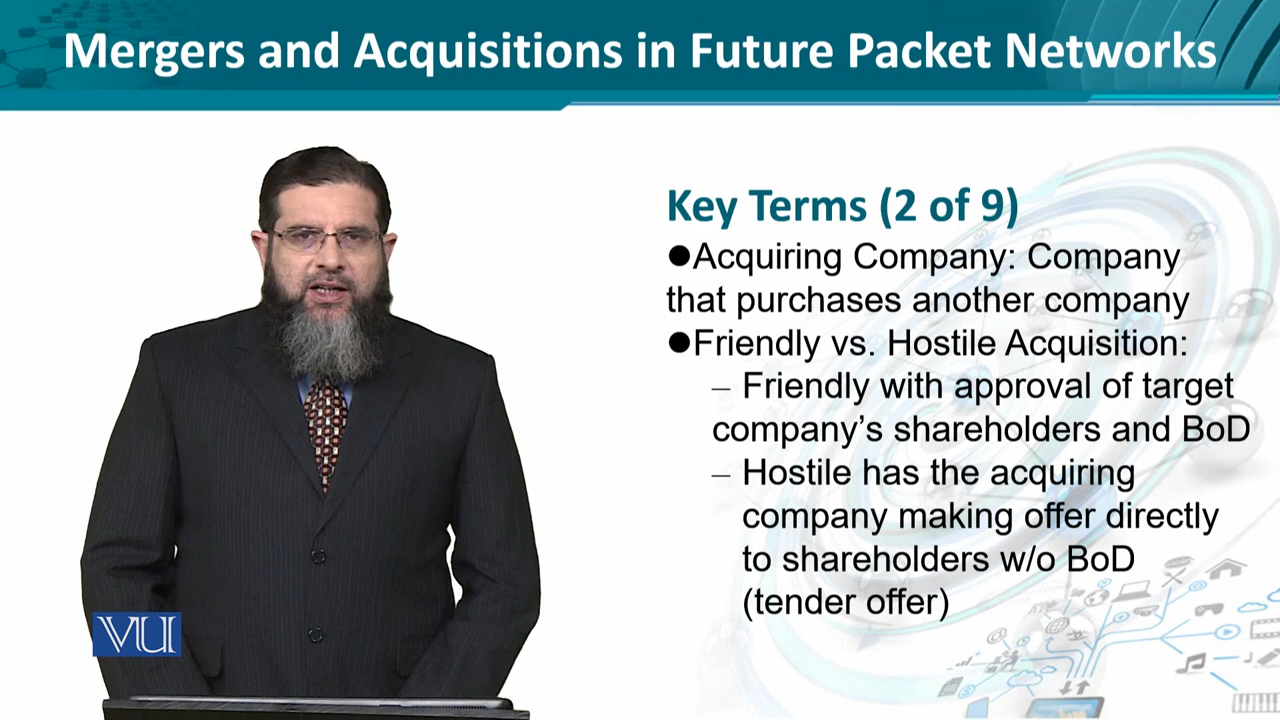 Mergers and Acquisitions in Future Packet Networks
Key Terms (2 of 9)
●Acquiring Company: Company
that purchases another company
●Friendly vs. Hostile Acquisition:
– Friendly with approval of target
company’s shareholders and BoD
– Hostile has the acquiring
company making offer directly
to shareholders w/o BoD
(tender offer)
VU